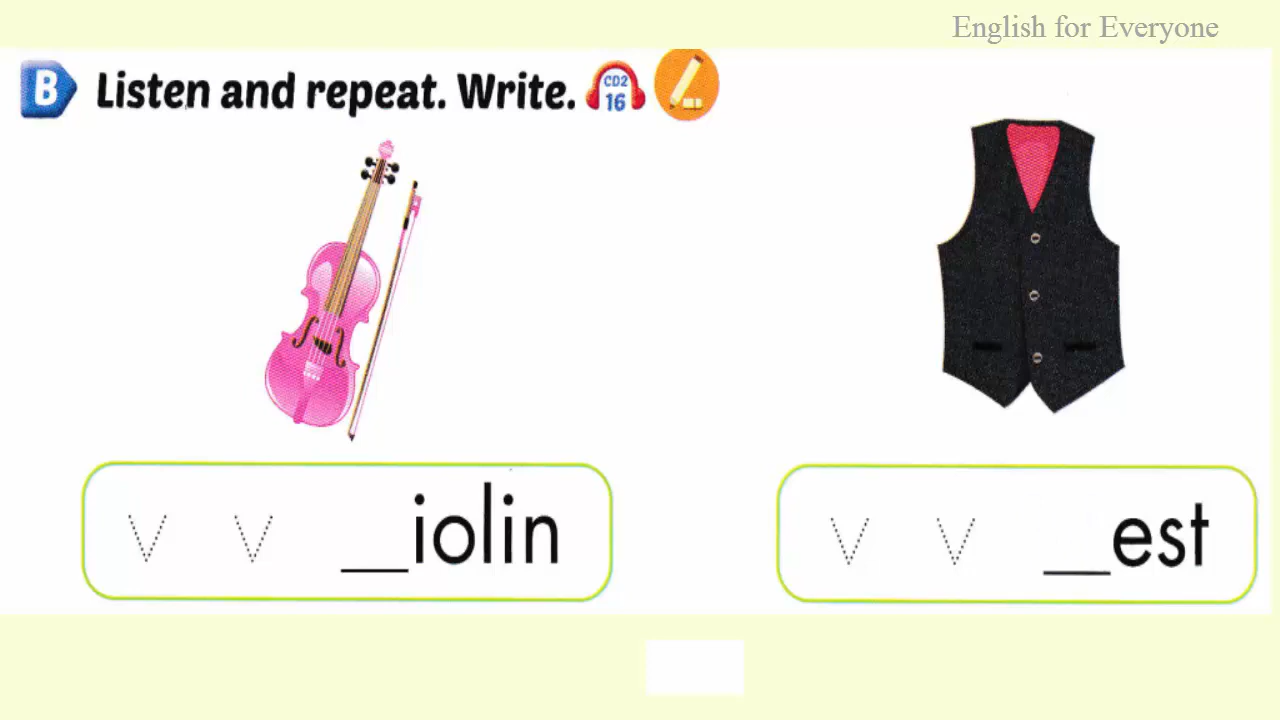 English for Everyone
B Listen and repeat. Write. CD2 16
v v __iolin
v v __est